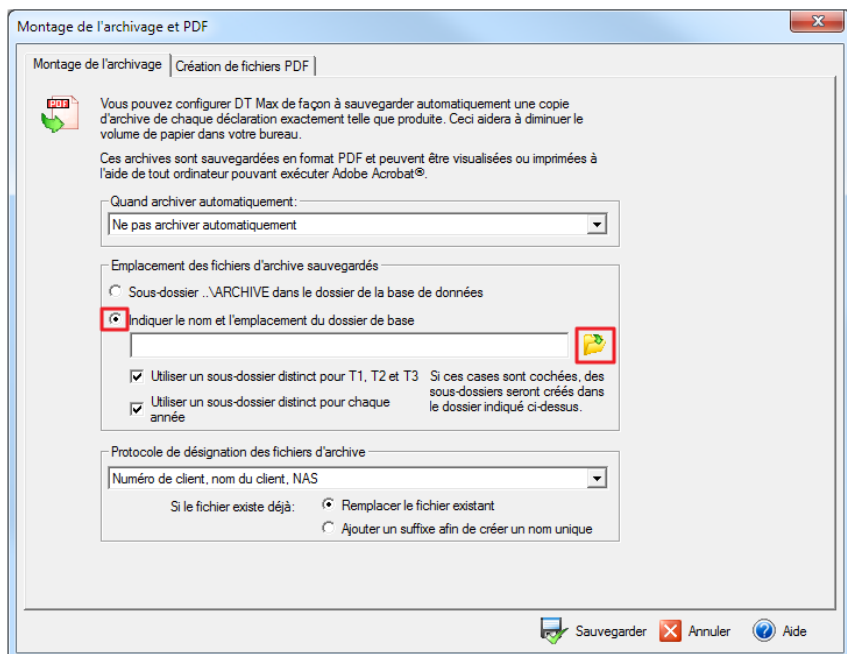 Montage de l'archivage et PDF
Montage de l'archivage
Création de fichiers PDF
PDF
Vous pouvez configurer DT Max de façon à sauvegarder automatiquement une copie
d'archive de chaque déclaration exactement telle que produite. Ceci aidera à diminuer le
volume de papier dans votre bureau.
Ces archives sont sauvegardées en format PDF et peuvent être visualisées ou imprimées à
l'aide de tout ordinateur pouvant exécuter Adobe Acrobat®.
Quand archiver automatiquement:
Ne pas archiver automatiquement
Emplacement des fichiers d'archive sauvegardés
Sous-dossier ..\ARCHIVE dans le dossier de la base de données
Indiquer le nom et l'emplacement du dossier de base
Utiliser un sous-dossier distinct pour T1, T2 et T3
Utiliser un sous-dossier distinct pour chaque
année
Si ces cases sont cochées, des
sous-dossiers seront créés dans
le dossier indiqué ci-dessus.
Protocole de désignation des fichiers d'archive
Numéro de client, nom du client, NAS
Si le fichier existe déjà:
Remplacer le fichier existant
Ajouter un suffixe afin de créer un nom unique
Sauvegarder
Annuler
Aide